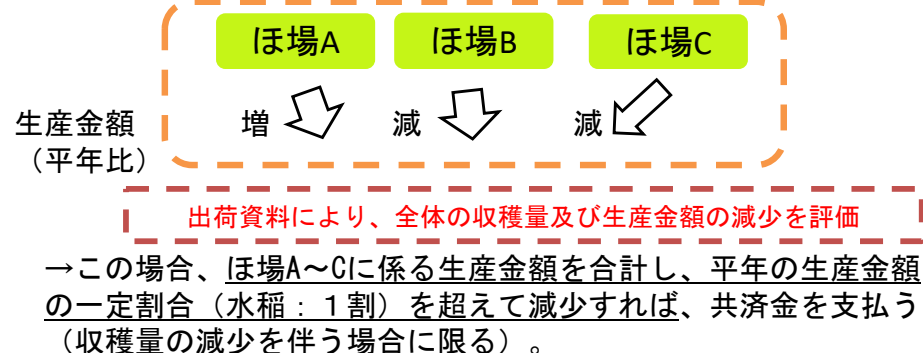 ほ場A ほ場B ほ場C
生産金額 増 減 減
（平年比）
出荷資料により、全体の収穫量及び生産金額の減少を評価
→この場合、ほ場A～Cに係る生産金額を合計し、平年の生産金額
の一定割合（水稲：１割）を超えて減少すれば、共済金を支払う
（収穫量の減少を伴う場合に限る）。